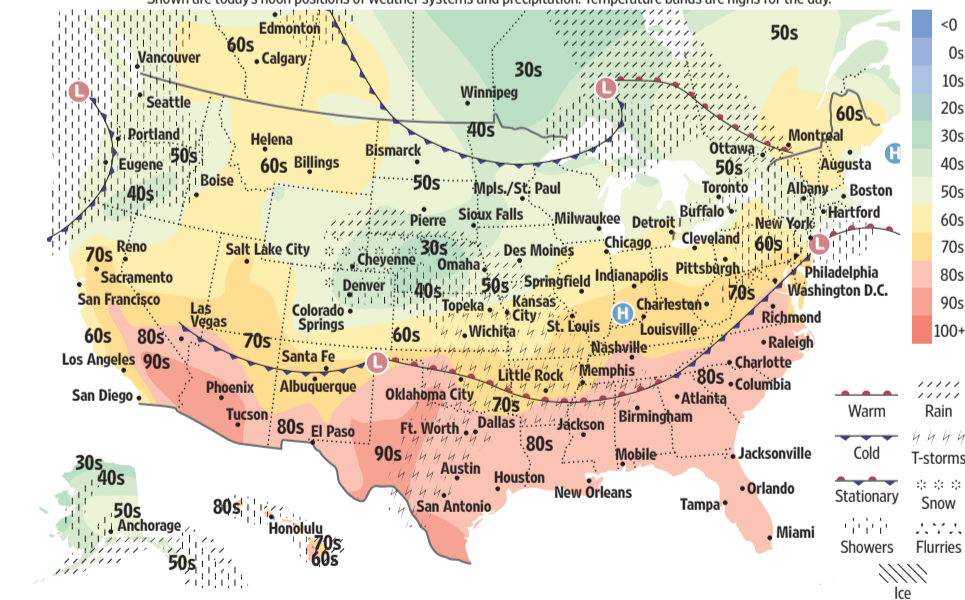 Shown are today's noon positions of weather systems and precipitation. Temperature bands are highs for the day.
Edmonton
60s
Calgary
Vancouver
Seattle
L
30s
Winnipeg
40s
L
50s
60s
Montreal
Ottawa
Augusta
H
Portland
Eugene
50s
40s
Boise
Helena
60s
Billings
Bismarck
50s
Pierre
Mpls./St. Paul
Sioux Falls
Milwaukee
Detroit
Chicago
50s
Toronto
Buffalo
Cleveland
Albany
Boston
Hartford
New York
60s
L
70s
Reno
Sacramento
San Francisco
Salt Lake City
Cheyenne
Denver
30s
40s
Omaha
Des Moines
50s
Springfield
Indianapolis
Pittsburgh
70s
Philadelphia
Washington D.C.
Colorado
Springs
Topeka
Kansas
City
Wichita
St. Louis
H
Charleston
Louisville
Richmond
Raleigh
60s
Los Angeles
80s
90s
Las
Vegas
70s
Santa Fe
Albuquerque
L
60s
Nashville
Memphis
Little Rock
Charlotte
Columbia
80s
San Diego
Phoenix
Tucson
80s
El Paso
Oklahoma City
70s
Atlanta
Birmingham
Ft. Worth
Dallas
90s
80s
Jackson
Mobile
Austin
Houston
San Antonio
New Orleans
Jacksonville
Orlando
Tampa
Miami
30s
40s
50s
Anchorage
50s
80s
Honolulu
70s
60s
<0
0s
10s
20s
30s
40s
50s
60s
70s
80s
90s
100+
Warm
Rain
Cold
T-storms
Stationary
Snow
Showers
Flurries
Ice